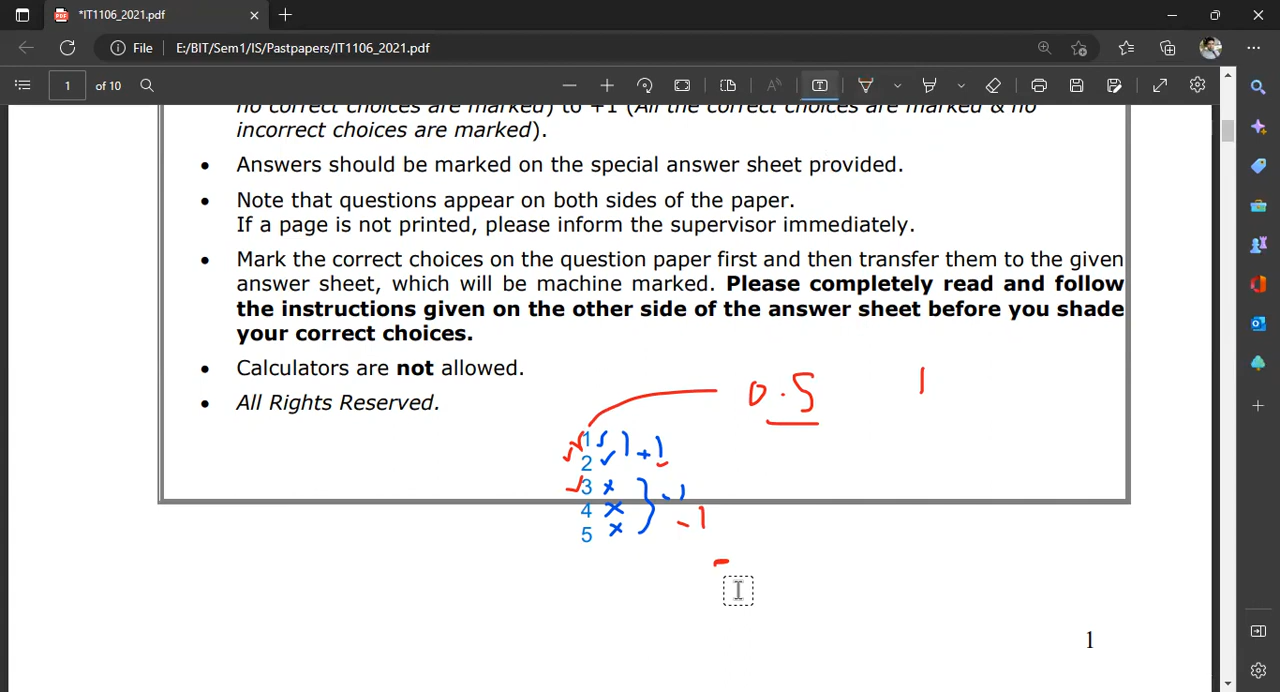 *IT1106_2021.pdf
File
E:/BIT/Sem1/IS/Pastpapers/IT1106_2021.pdf
1 of 10
no correct choices are marked) to +1 (All the correct choices are marked & no
incorrect choices are marked).
• Answers should be marked on the special answer sheet provided.
• Note that questions appear on both sides of the paper.
If a page is not printed, please inform the supervisor immediately.
• Mark the correct choices on the question paper first and then transfer them to the given
answer sheet, which will be machine marked. Please completely read and follow
the instructions given on the other side of the answer sheet before you shade
your correct choices.
• Calculators are not allowed.
• All Rights Reserved.
0.5 1
1
2 +1
3
4 -1
-1
5
1